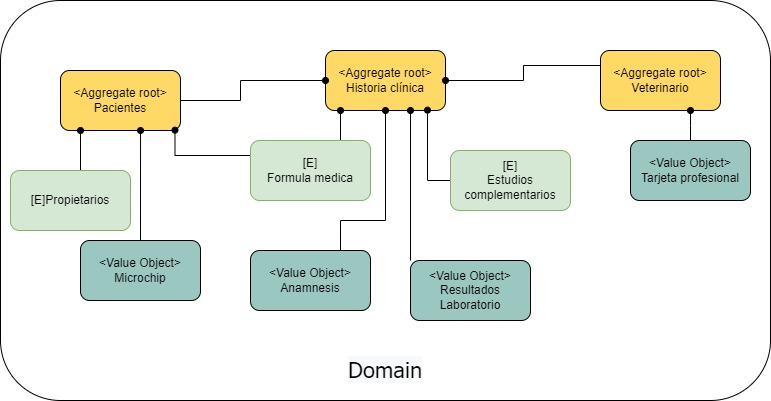 <Aggregate root>
Pacientes
<Aggregate root>
Historia clínica
<Aggregate root>
Veterinario
[E]Propietarios
[E]
Formula medica
[E]
Estudios
complementarios
<Value Object>
Tarjeta profesional
<Value Object>
Microchip
<Value Object>
Anamnesis
<Value Object>
Resultados
Laboratorio
Domain